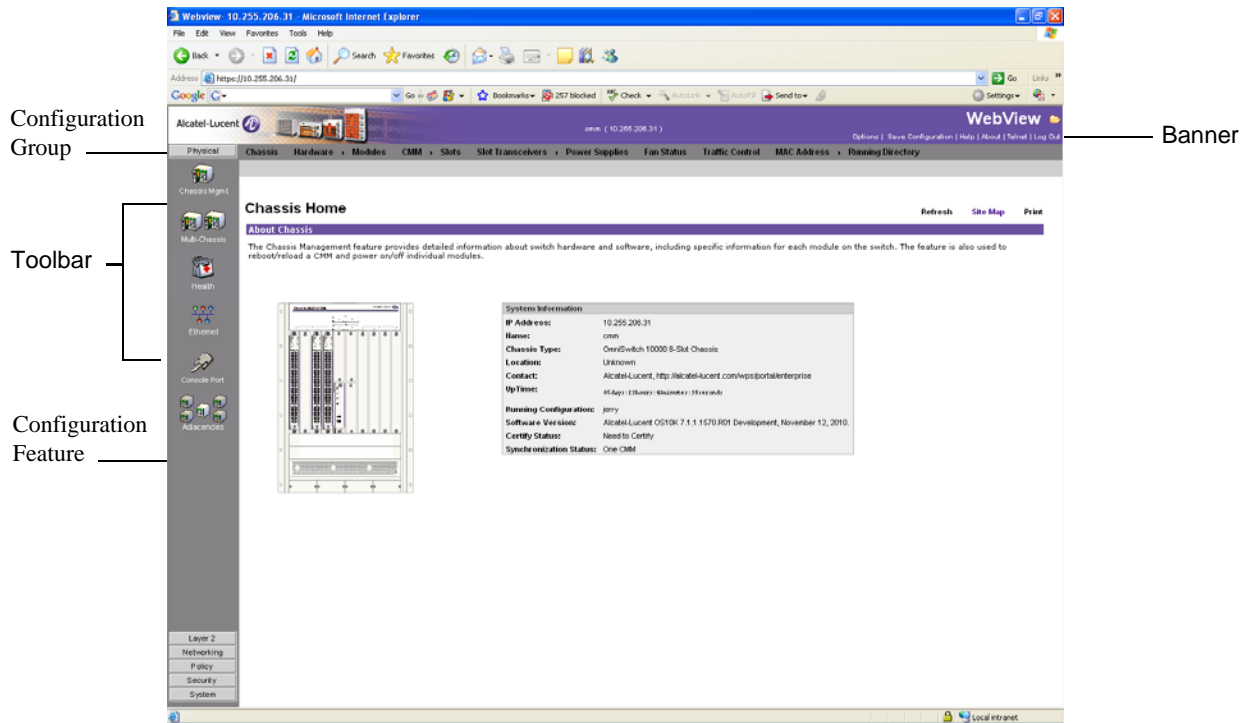 Webview- 10.255.206.31 - Microsoft Internet Explorer
File Edit View Favorites Tools Help
Back Search Favorites
Address https://10.255.206.31/ Go Links
Google Go Bookmarks 257 blocked Check AutoLink AutoFill Send to Settings
Configuration Group
Alcatel-Lucent
cmm ( 10.255.206.31 )
WebView
Options | Save Configuration | Help | About | Telnet | Log Out
Banner
Physical
Chassis Hardware Modules CMM Slots Slot Transceivers Power Supplies Fan Status Traffic Control MAC Address Running Directory
Chassis Mgmt
Toolbar
Multi-Chassis
Health
Ethernet
Console Port
Configuration Feature
Adjacencies
Chassis Home
Refresh Site Map Print
About Chassis
The Chassis Management feature provides detailed information about switch hardware and software, including specific information for each module on the switch. The feature is also used to
reboot/reload a CMM and power on/off individual modules.
System Information
IP Address: 10.255.206.31
Name: cmm
Chassis Type: OmniSwitch 10000 8-Slot Chassis
Location: Unknown
Contact: Alcatel-Lucent, http://alcatel-lucent.com/wps/portal/enterprise
UpTime:
Running Configuration: jerry
Software Version: Alcatel-Lucent OS10K 7.1.1.1570.R01 Development, November 12, 2010.
Certify Status: Need to Certify
Synchronization Status: One CMM
Layer 2
Networking
Policy
Security
System
Local intranet